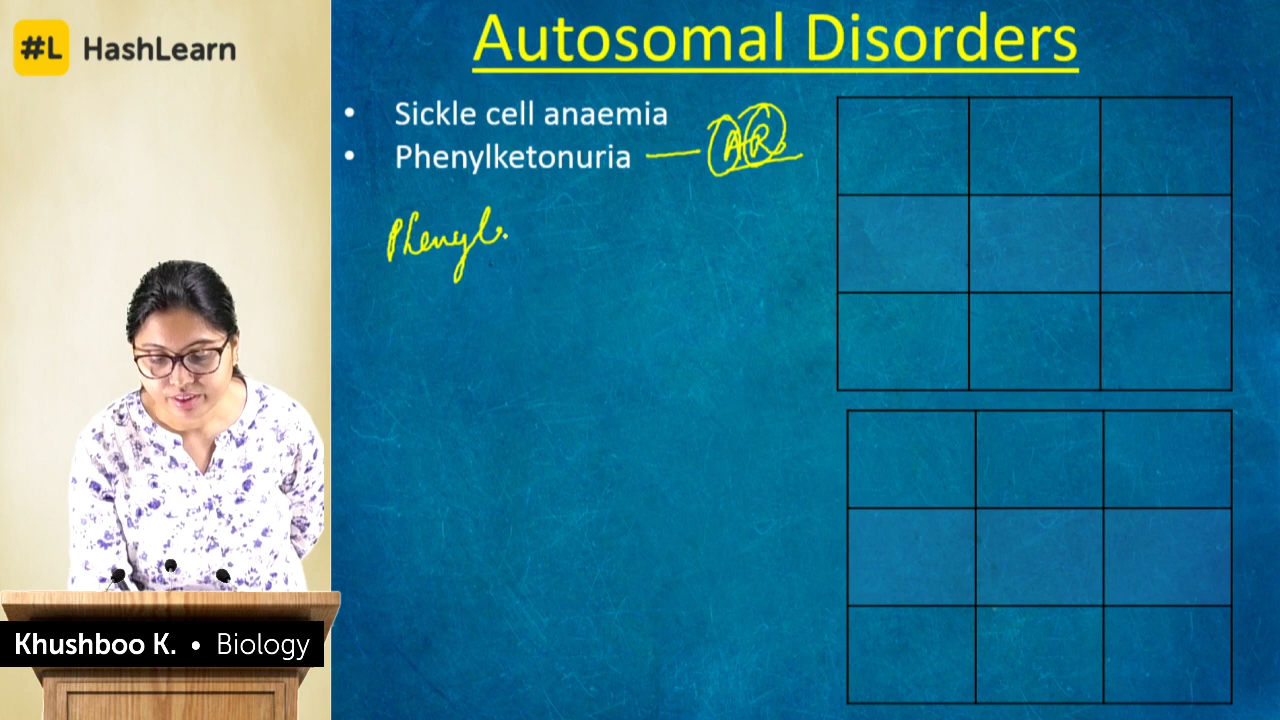 #L HashLearn
Autosomal Disorders
• Sickle cell anaemia
• Phenylketonuria — AR
Phenyl
Khushboo K. • Biology